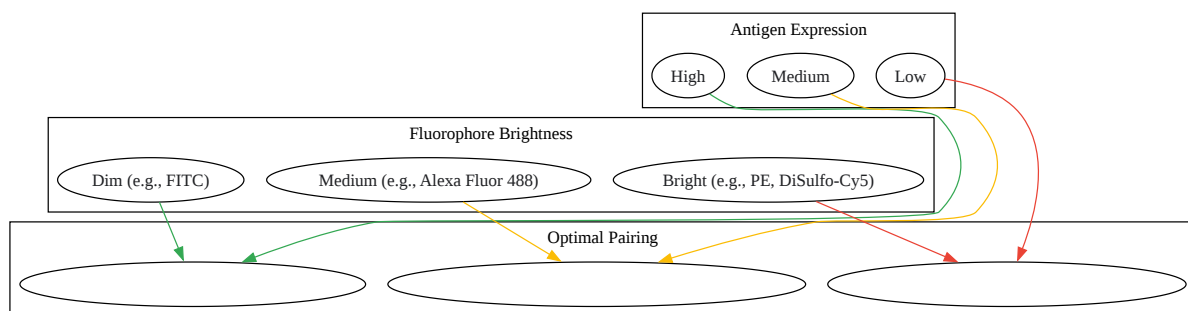 Antigen Expression
High
Medium
Low
Fluorophore Brightness
Dim (e.g., FITC)
Medium (e.g., Alexa Fluor 488)
Bright (e.g., PE, DiSulfo-Cy5)
Optimal Pairing